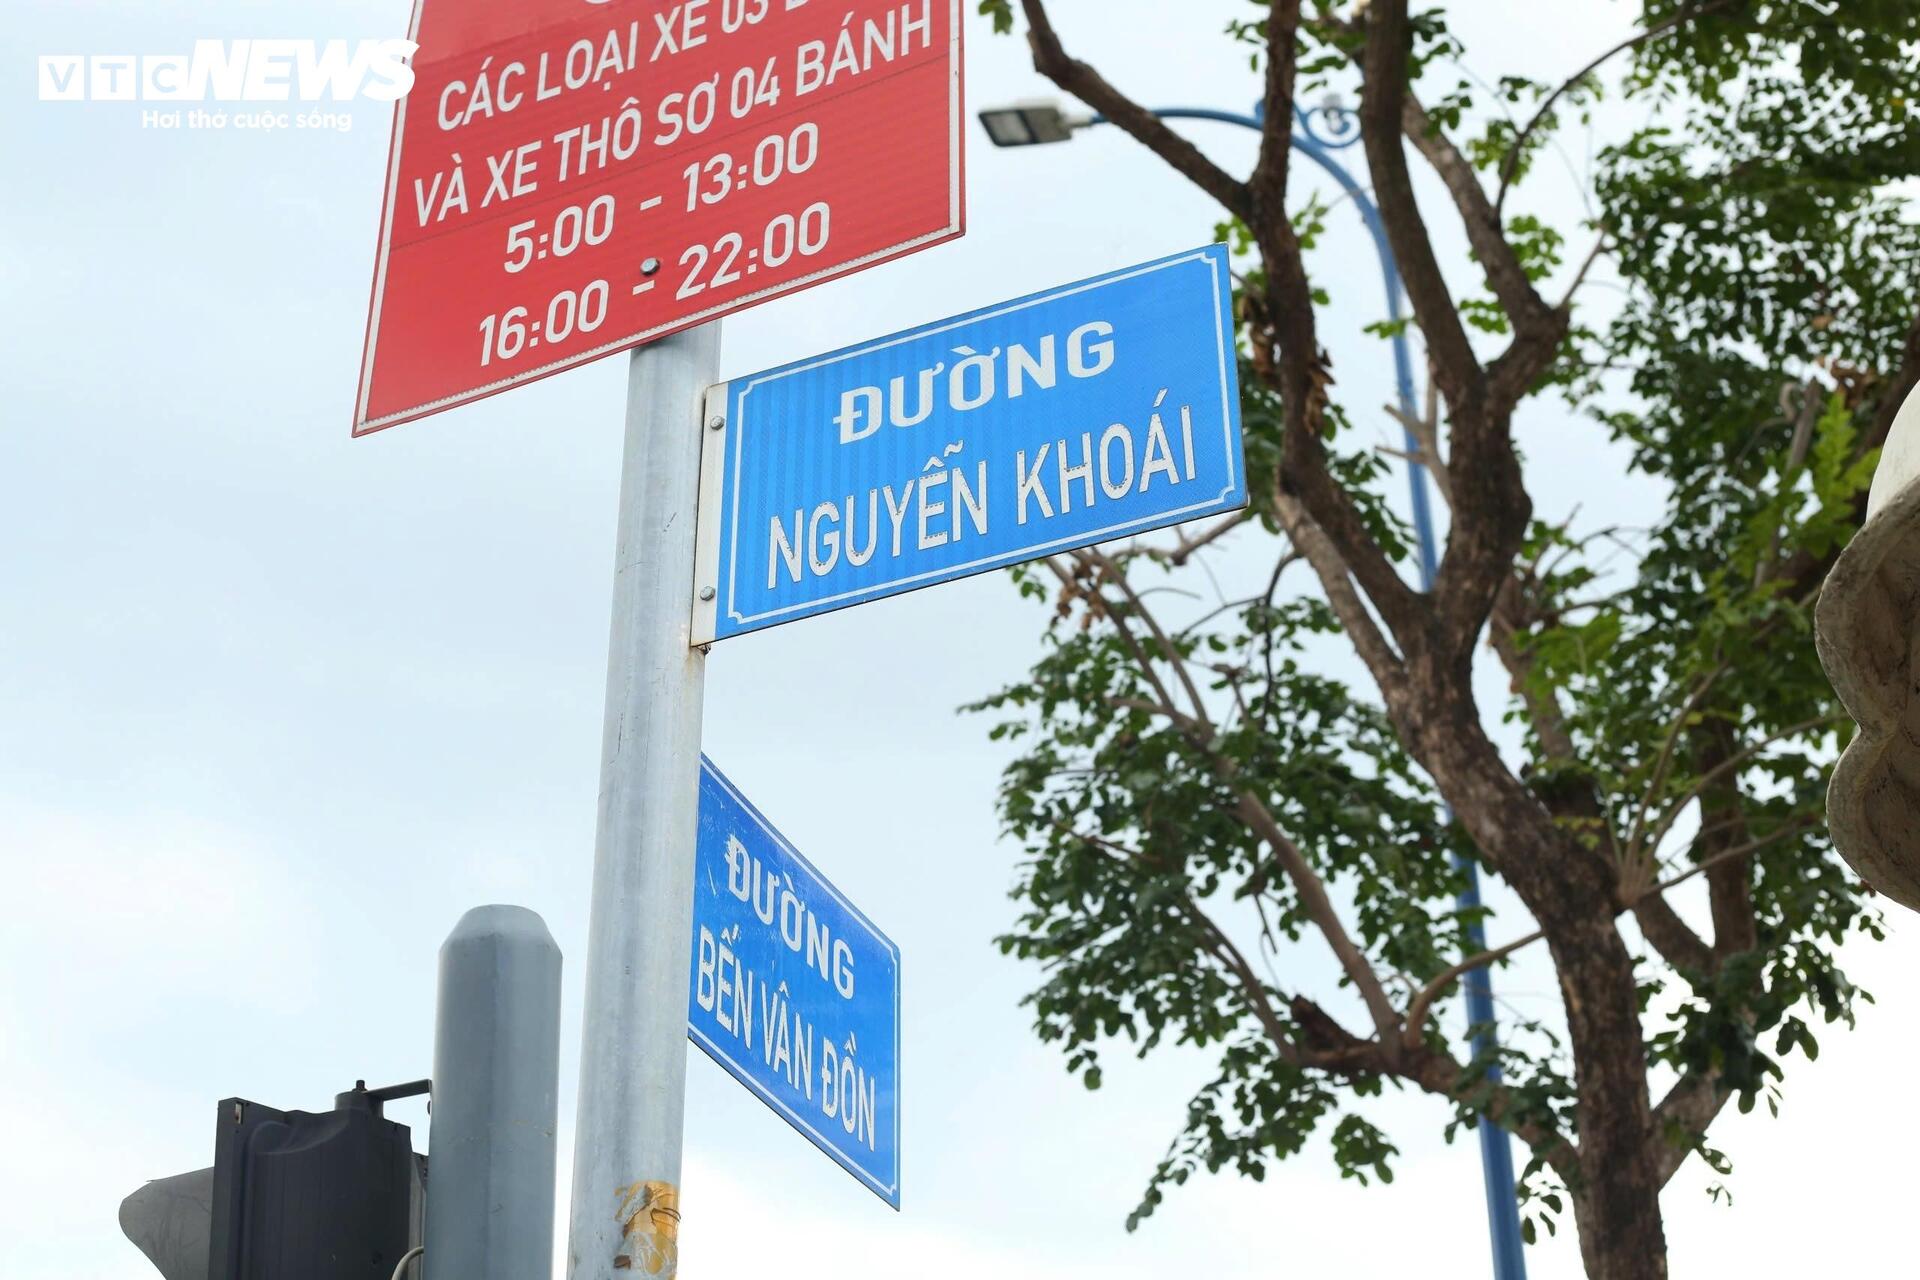 VTCNEWS
Hơi thở cuộc sống
CÁC LOẠI XE 03
VÀ XE THÔ SƠ 04 BÁNH
5:00 - 13:00
16:00 - 22:00
ĐƯỜNG
NGUYỄN KHOÁI
ĐƯỜNG
BẾN VÂN ĐỒN